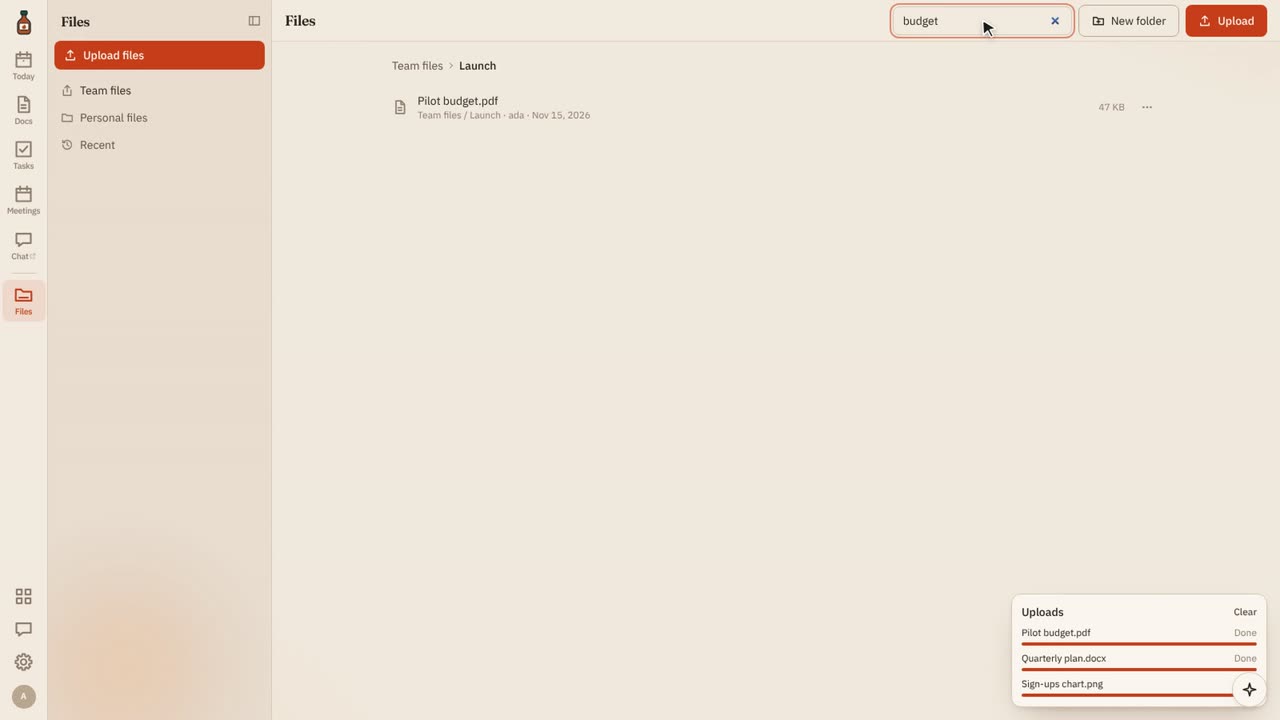 Today
Docs
Tasks
Meetings
Chat
Files
A
Files
Upload files
Team files
Personal files
Recent
Files
budget
New folder
Upload
Team files > Launch
Pilot budget.pdf
Team files / Launch · ada · Nov 15, 2026
47 KB
Uploads
Clear
Pilot budget.pdf
Done
Quarterly plan.docx
Done
Sign-ups chart.png